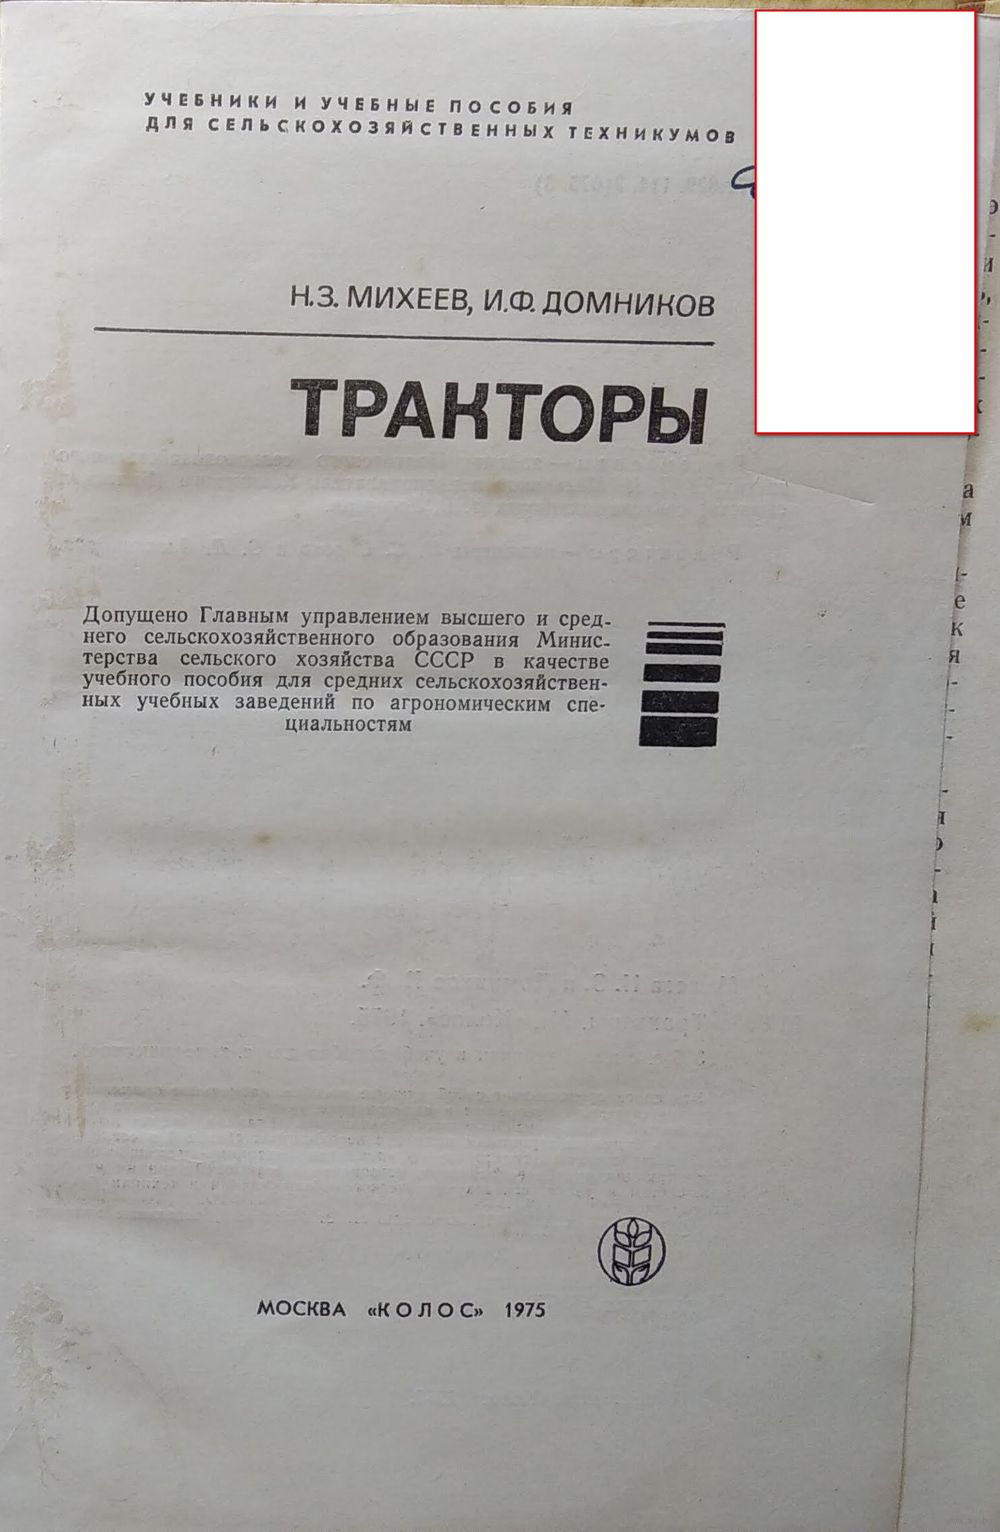 УЧЕБНИКИ И УЧЕБНЫЕ ПОСОБИЯ
ДЛЯ СЕЛЬСКОХОЗЯЙСТВЕННЫХ ТЕХНИКУМОВ
Н.З. МИХЕЕВ, И.Ф. ДОМНИКОВ
ТРАКТОРЫ
Допущено Главным управлением высшего и сред-
него сельскохозяйственного образования Минис-
терства сельского хозяйства СССР в качестве
учебного пособия для средних сельскохозяйствен-
ных учебных заведений по агрономическим спе-
циальностям
МОСКВА «КОЛОС» 1975